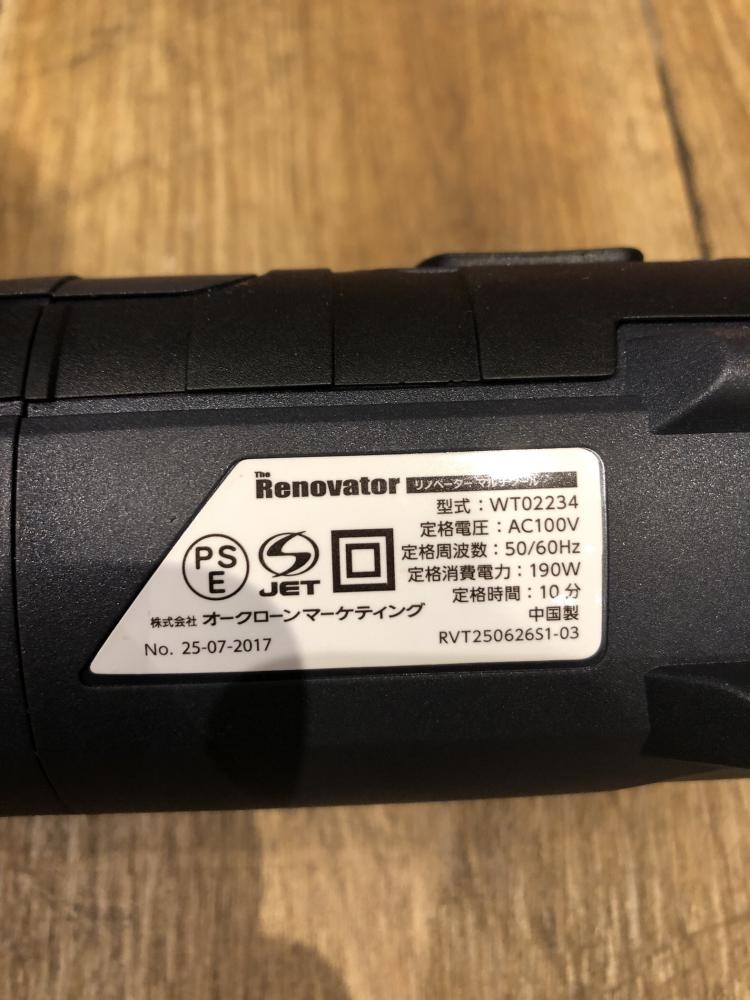 The
Renovator リノベーター マルチツール
型式：WT02234
定格電圧：AC100V
定格周波数：50/60Hz
定格消費電力：190W
定格時間：10分
中国製
RVT250626S1-03
PS
E
JET
株式会社 オークローンマーケティング
No. 25-07-2017